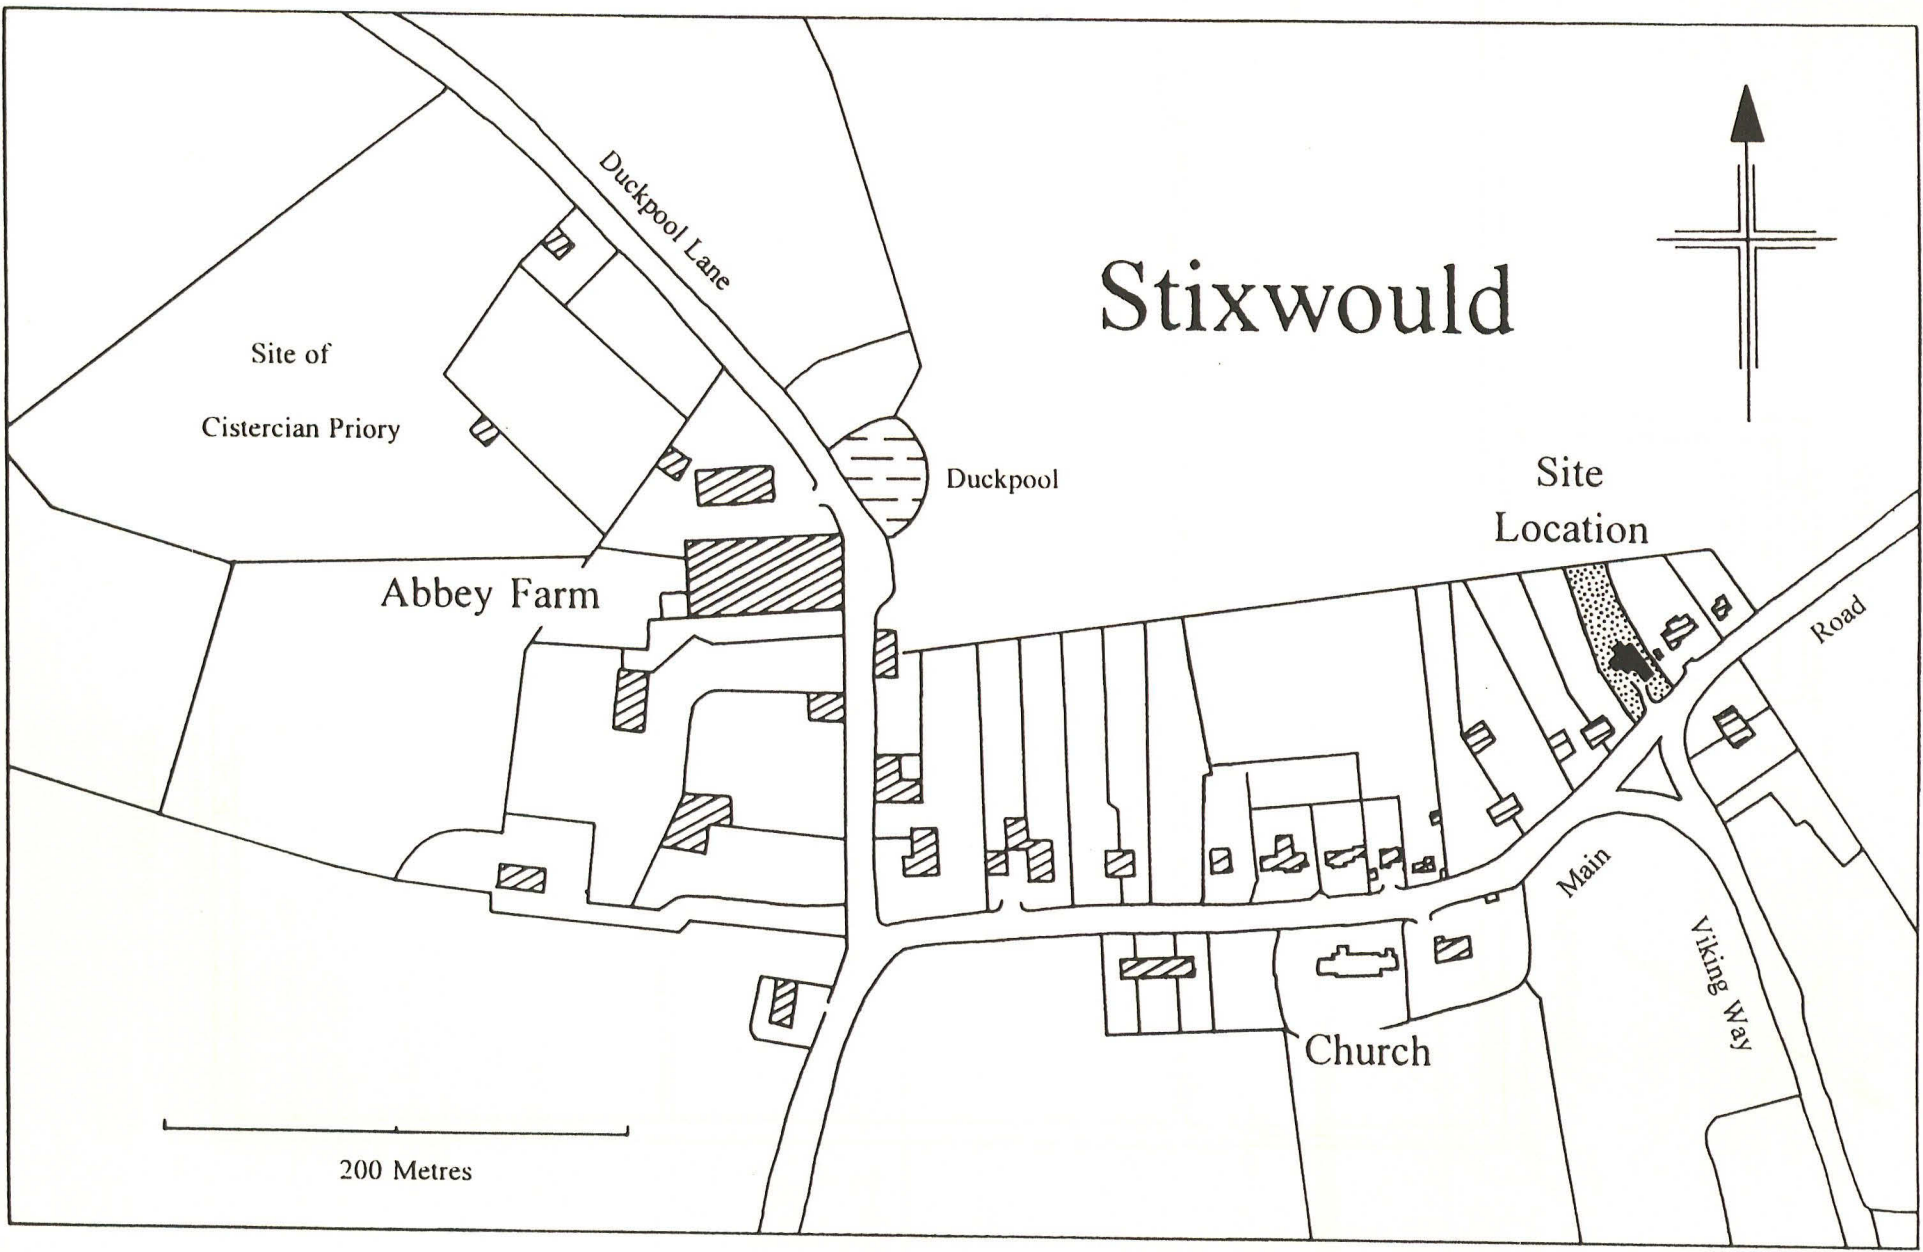 Duckpool Lane
Stixwould
Site of
Cistercian Priory
Duckpool
Site
Location
Abbey Farm
Road
Main
Viking Way
Church
200 Metres